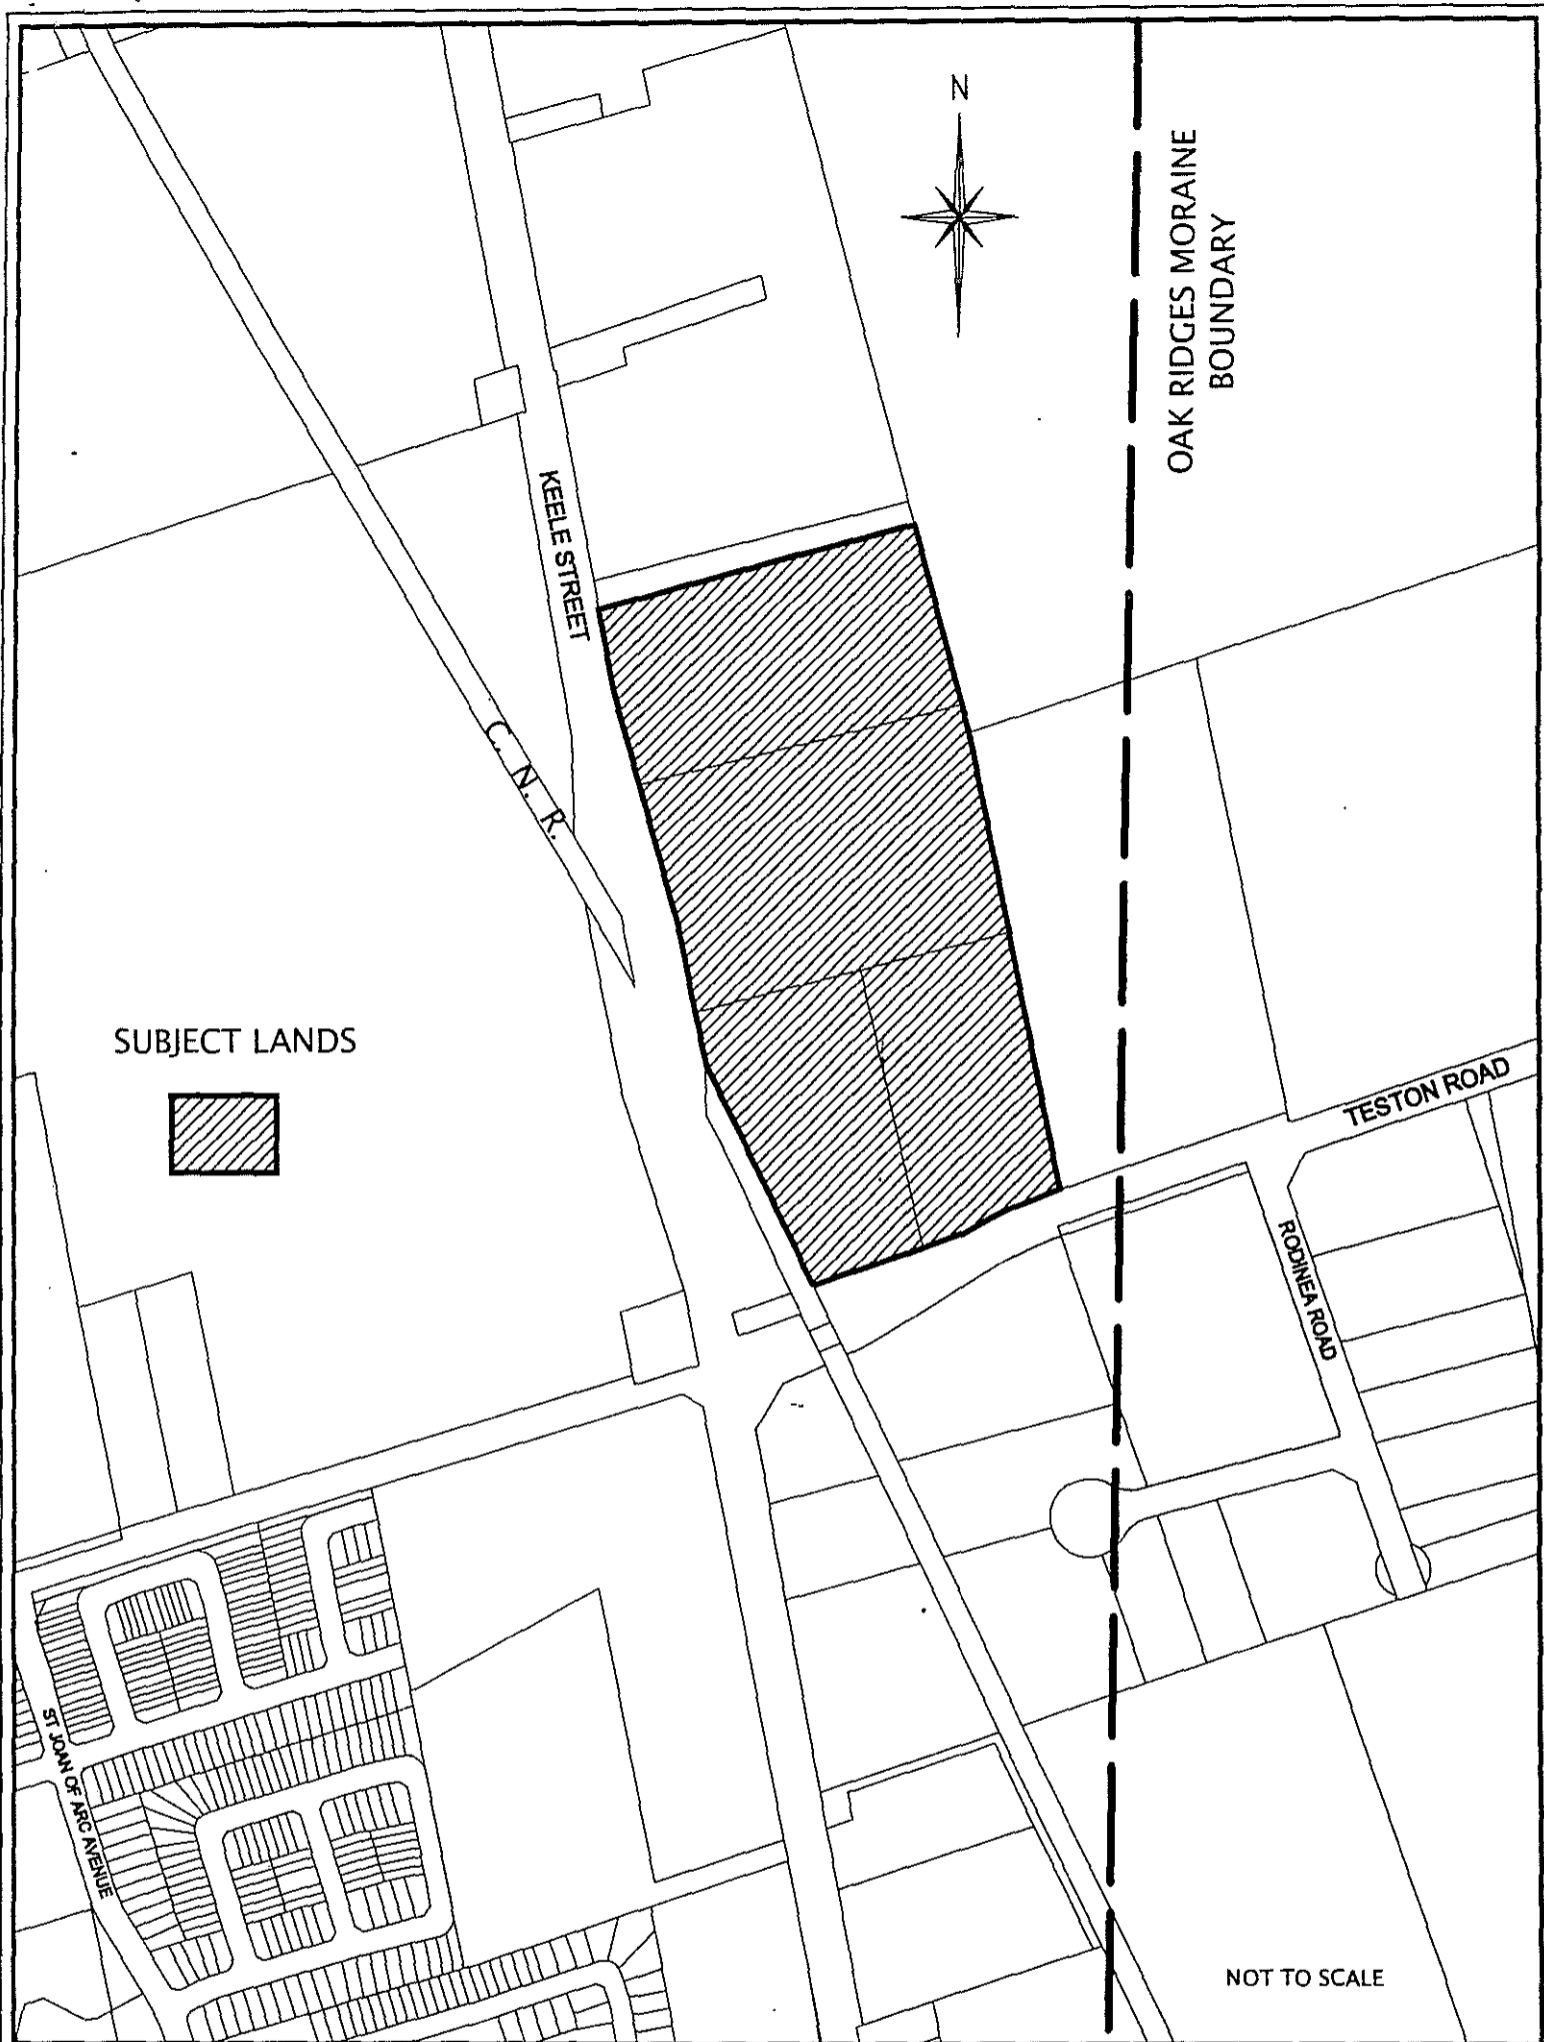 N
OAK RIDGES MORAINE
BOUNDARY
KEELE STREET
C. N. R.
SUBJECT LANDS
TESTON ROAD
RODINEA ROAD
ST JOAN OF ARC AVENUE
NOT TO SCALE